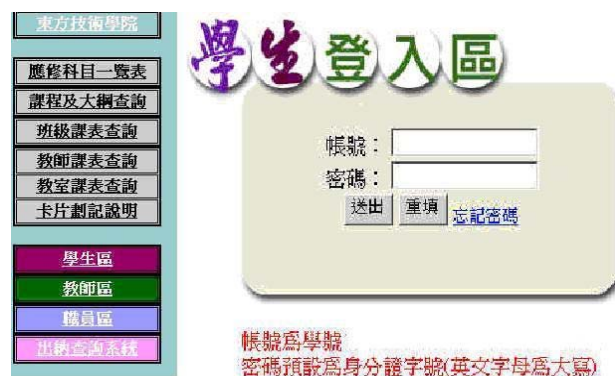 東方技術學院
應修科目一覽表
課程及大綱查詢
班級課表查詢
教師課表查詢
教室課表查詢
卡片劃記說明
學生區
教師區
職員區
出納查詢系統
學生登入區
帳號：
密碼：
送出 重填 忘記密碼
帳號為學號
密碼預設為身分證字號(英文字母為大寫)